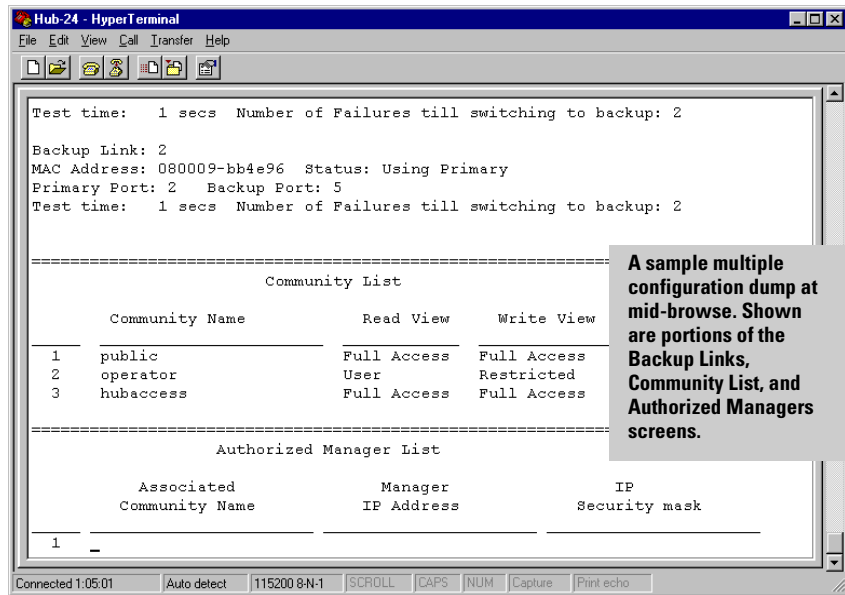 Hub-24 - HyperTerminal
File Edit View Call Transfer Help
Test time: 1 secs Number of Failures till switching to backup: 2
Backup Link: 2
MAC Address: 080009-bb4e96 Status: Using Primary
Primary Port: 2 Backup Port: 5
Test time: 1 secs Number of Failures till switching to backup: 2
Community List
Community Name Read View Write View
1 public Full Access Full Access
2 operator User Restricted
3 hubaccess Full Access Full Access
A sample multiple
configuration dump at
mid-browse. Shown
are portions of the
Backup Links,
Community List, and
Authorized Managers
screens.
Authorized Manager List
Associated Manager IP
Community Name IP Address Security mask
1
Connected 1:05:01 Auto detect 115200 8-N-1 SCROLL CAPS NUM Capture Print echo